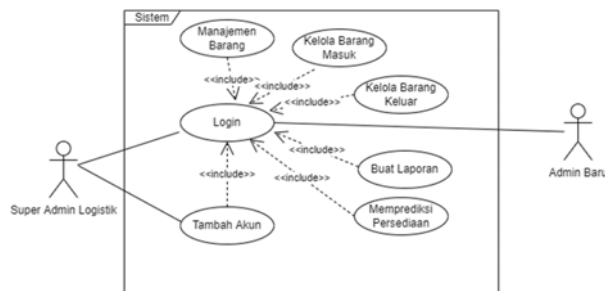 Sistem
Manajemen
Barang
Kelola Barang
Masuk
<<include>>
<<include>>
Kelola Barang
Keluar
<<include>>
Login
<<include>>
Buat Laporan
<<include>>
<<include>>
Memprediksi
Persediaan
Tambah Akun
Super Admin Logistik
Admin Baru